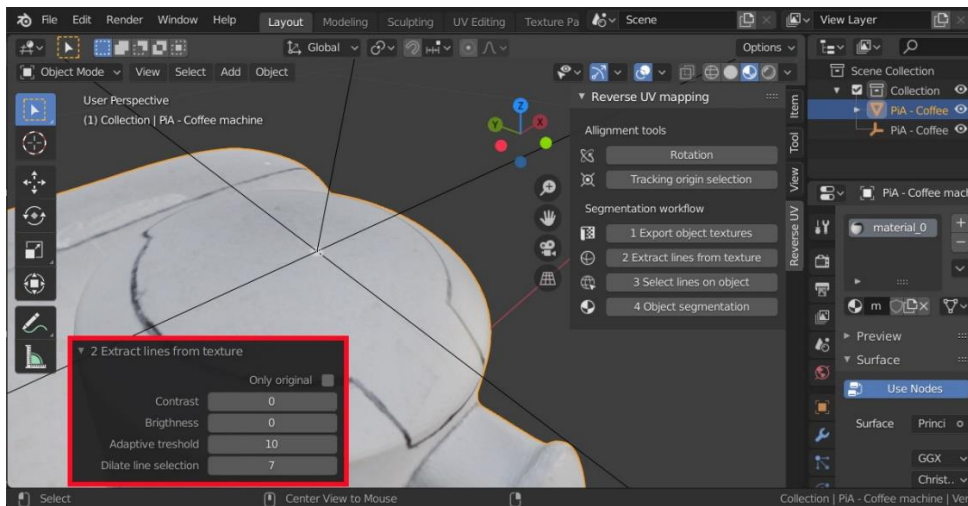 File Edit Render Window Help Layout Modeling Sculpting UV Editing Texture Pa Scene View Layer
Global Options
Object Mode View Select Add Object
User Perspective
(1) Collection | PiA - Coffee machine
Z
Y
X
Reverse UV mapping
Allignment tools
Rotation
Tracking origin selection
Segmentation workflow
1 Export object textures
2 Extract lines from texture
3 Select lines on object
4 Object segmentation
Item
Tool
View
Reverse UV
Scene Collection
Collection
PiA - Coffee
PiA - Coffee
PiA - Coffee mach
material_0
m
Preview
Surface
Use Nodes
Surface Princi
GGX
Christ..
2 Extract lines from texture
Only original
Contrast 0
Brigthness 0
Adaptive treshold 10
Dilate line selection 7
Select Center View to Mouse Collection | PiA - Coffee machine | Ver